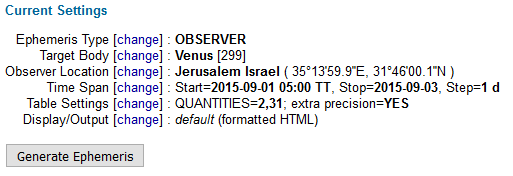 Current Settings
Ephemeris Type [change] : OBSERVER
Target Body [change] : Venus [299]
Observer Location [change] : Jerusalem Israel ( 35°13'59.9"E, 31°46'00.1"N )
Time Span [change] : Start=2015-09-01 05:00 TT, Stop=2015-09-03, Step=1 d
Table Settings [change] : QUANTITIES=2,31; extra precision=YES
Display/Output [change] : default (formatted HTML)
Generate Ephemeris